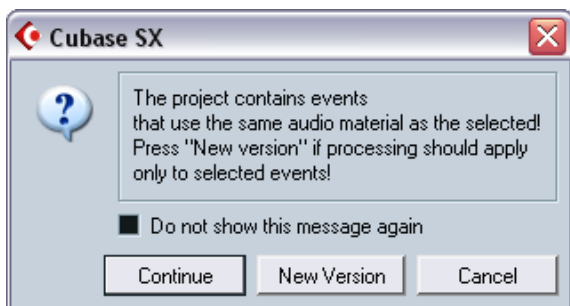 Cubase SX
The project contains events
that use the same audio material as the selected!
Press "New version" if processing should apply
only to selected events!
Do not show this message again
Continue New Version Cancel